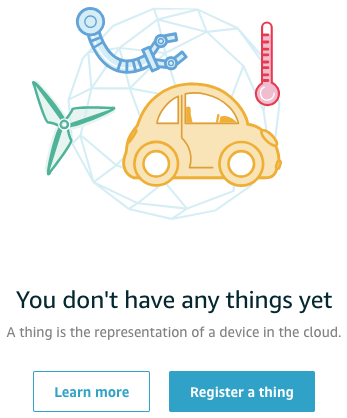 You don't have any things yet
A thing is the representation of a device in the cloud.
Learn more
Register a thing